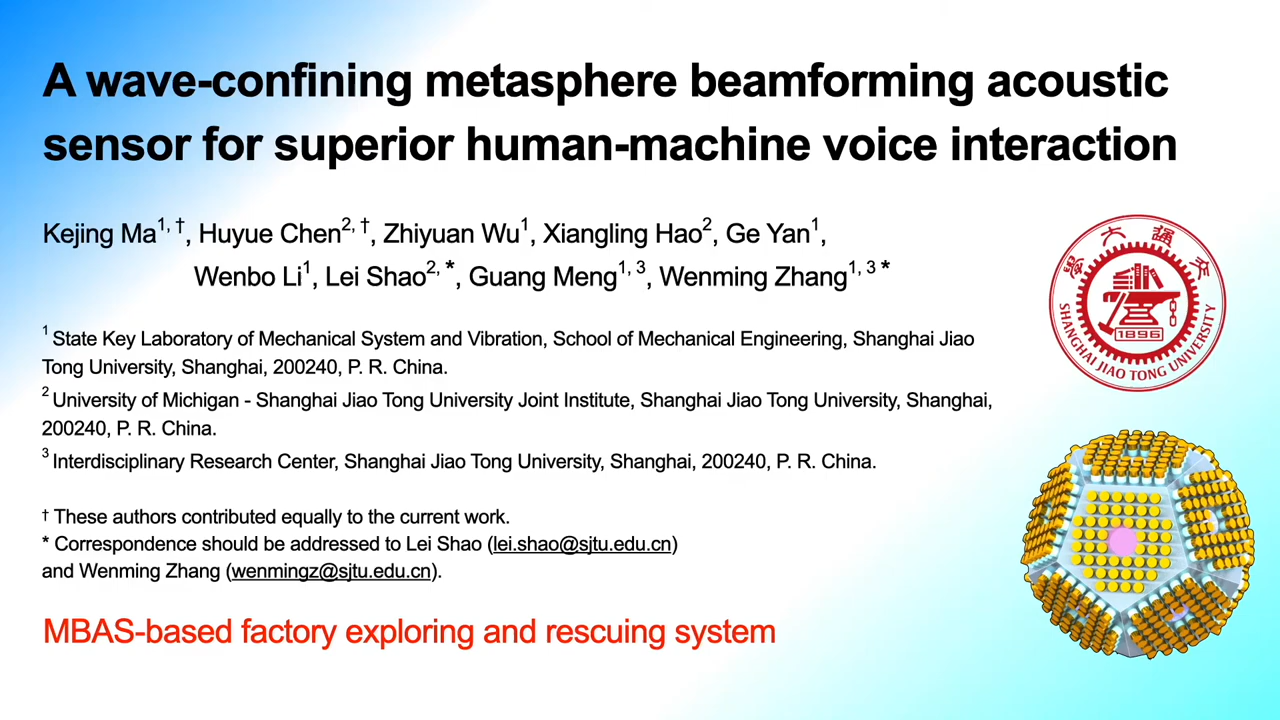 A wave-confining metasphere beamforming acoustic
sensor for superior human-machine voice interaction
Kejing Ma1, †, Huyue Chen2, †, Zhiyuan Wu1, Xiangling Hao2, Ge Yan1,
Wenbo Li1, Lei Shao2, *, Guang Meng1, 3, Wenming Zhang1, 3 *
1 State Key Laboratory of Mechanical System and Vibration, School of Mechanical Engineering, Shanghai Jiao
Tong University, Shanghai, 200240, P. R. China.
2 University of Michigan - Shanghai Jiao Tong University Joint Institute, Shanghai Jiao Tong University, Shanghai,
200240, P. R. China.
3 Interdisciplinary Research Center, Shanghai Jiao Tong University, Shanghai, 200240, P. R. China.
† These authors contributed equally to the current work.
* Correspondence should be addressed to Lei Shao (lei.shao@sjtu.edu.cn)
and Wenming Zhang (wenmingz@sjtu.edu.cn).
MBAS-based factory exploring and rescuing system
學大通交
1896
SHANGHAI JIAO TONG UNIVERSITY